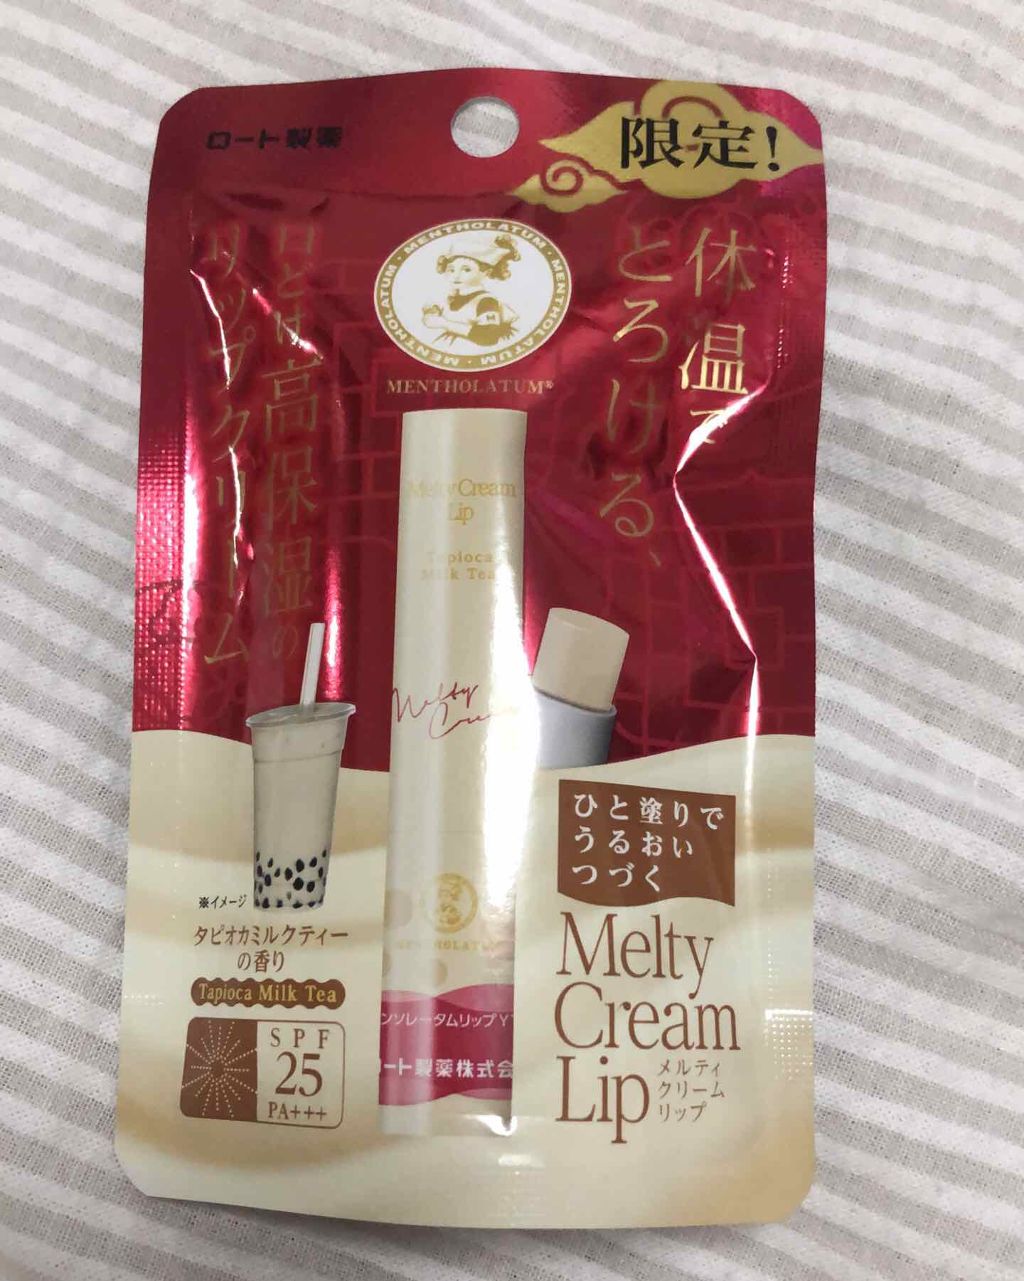 ロート製薬
限定!
体温で
とろける、
口どけ高保湿の
リップクリーム
MENTHOLATUM · MENTHOLATUM · MENTHOLATUM · MENTHOLATUM
MENTHOLATUM®
Melty Cream
Lip
Tapioca
Milk Tea
Melty
Cream
※イメージ
タピオカミルクティー
の香り
Tapioca Milk Tea
SPF
25
PA+++
MENTHOLATUM
ンソレータムリップY
ロート製薬株式会
ひと塗りで
うるおい
つづく
Melty
Cream
Lip
メルティ
クリーム
リップ